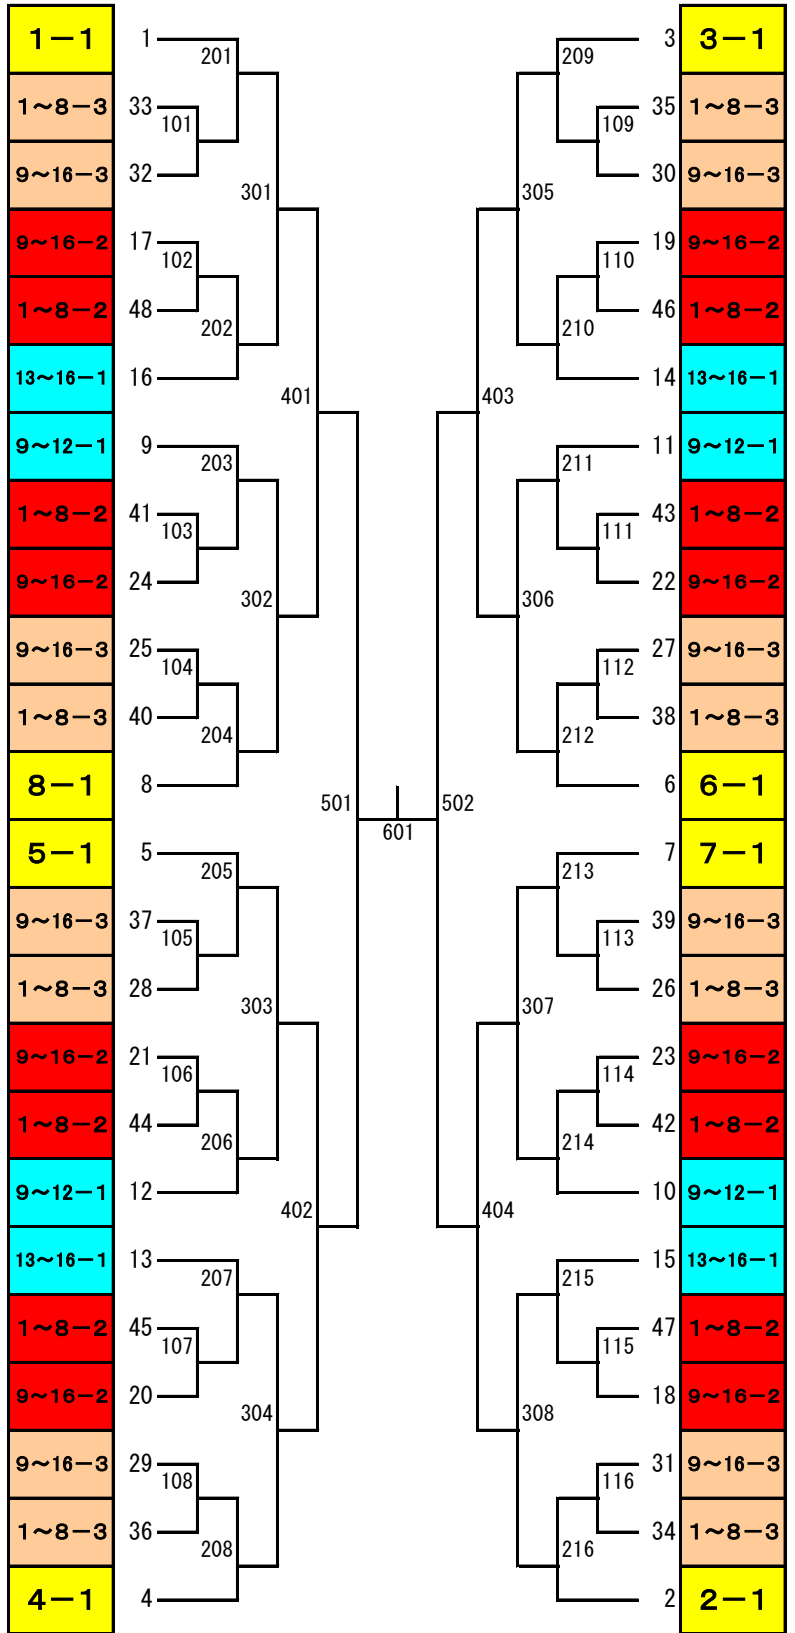 1－1 1 201 209 3 3－1
1～8－3 33 101 109 35 1～8－3
9～16－3 32 30 9～16－3
301 305
9～16－2 17 102 110 19 9～16－2
1～8－2 48 46 1～8－2
202 210
13～16－1 16 14 13～16－1
401 403
9～12－1 9 203 211 11 9～12－1
1～8－2 41 103 111 43 1～8－2
9～16－2 24 22 9～16－2
302 306
9～16－3 25 104 112 27 9～16－3
1～8－3 40 38 1～8－3
204 212
8－1 8 6 6－1
501 502
601
5－1 5 205 213 7 7－1
9～16－3 37 105 113 39 9～16－3
1～8－3 28 26 1～8－3
303 307
9～16－2 21 106 114 23 9～16－2
1～8－2 44 42 1～8－2
206 214
9～12－1 12 10 9～12－1
402 404
13～16－1 13 207 215 15 13～16－1
1～8－2 45 107 115 47 1～8－2
9～16－2 20 18 9～16－2
304 308
9～16－3 29 108 116 31 9～16－3
1～8－3 36 34 1～8－3
208 216
4－1 4 2 2－1